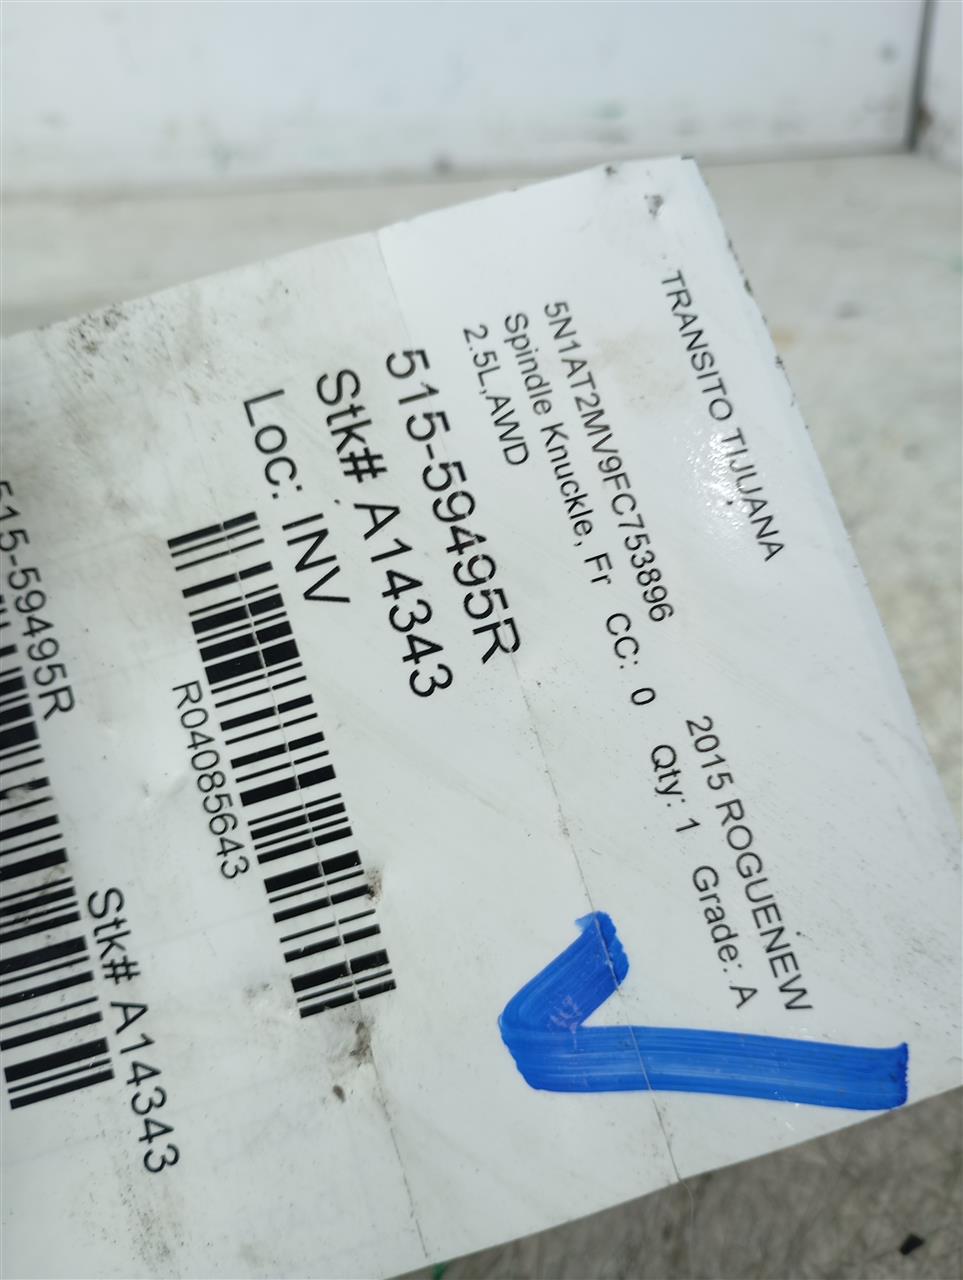 TRANSITO TIJUANA
2015 ROGUENEW
5N1AT2MV9FC753896
Qty: 1 Grade: A
Spindle Knuckle, Fr CC: 0
2.5L,AWD
515-59495R
Stk# A14343
Loc: INV
R04085643
515-59495R
Stk# A14343